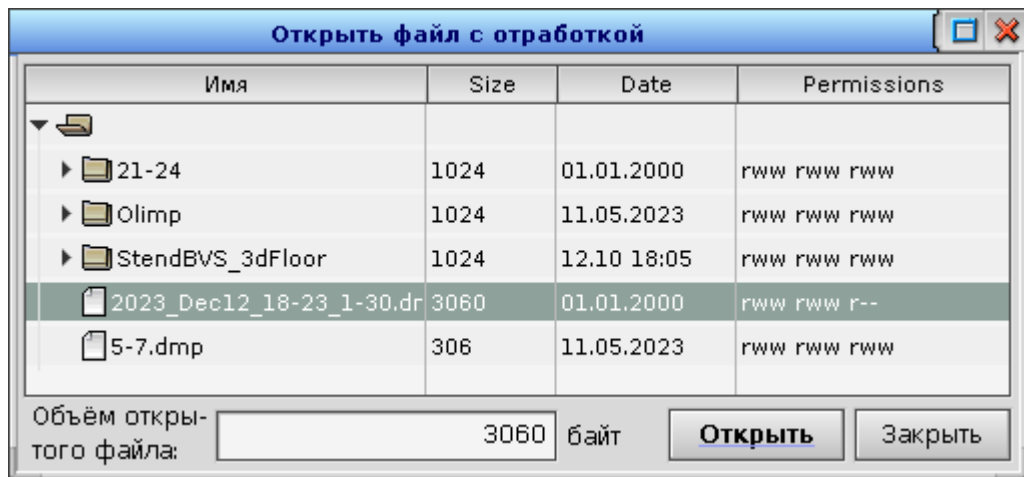 Открыть файл с отработкой
Имя Size Date Permissions
21-24 1024 01.01.2000 rww rww rww
Olimp 1024 11.05.2023 rww rww rww
StendBVS_3dFloor 1024 12.10 18:05 rww rww rww
2023_Dec12_18-23_1-30.dr 3060 01.01.2000 rww rww r--
5-7.dmp 306 11.05.2023 rww rww rww
Объём откры-
того файла: 3060 байт Открыть Закрыть